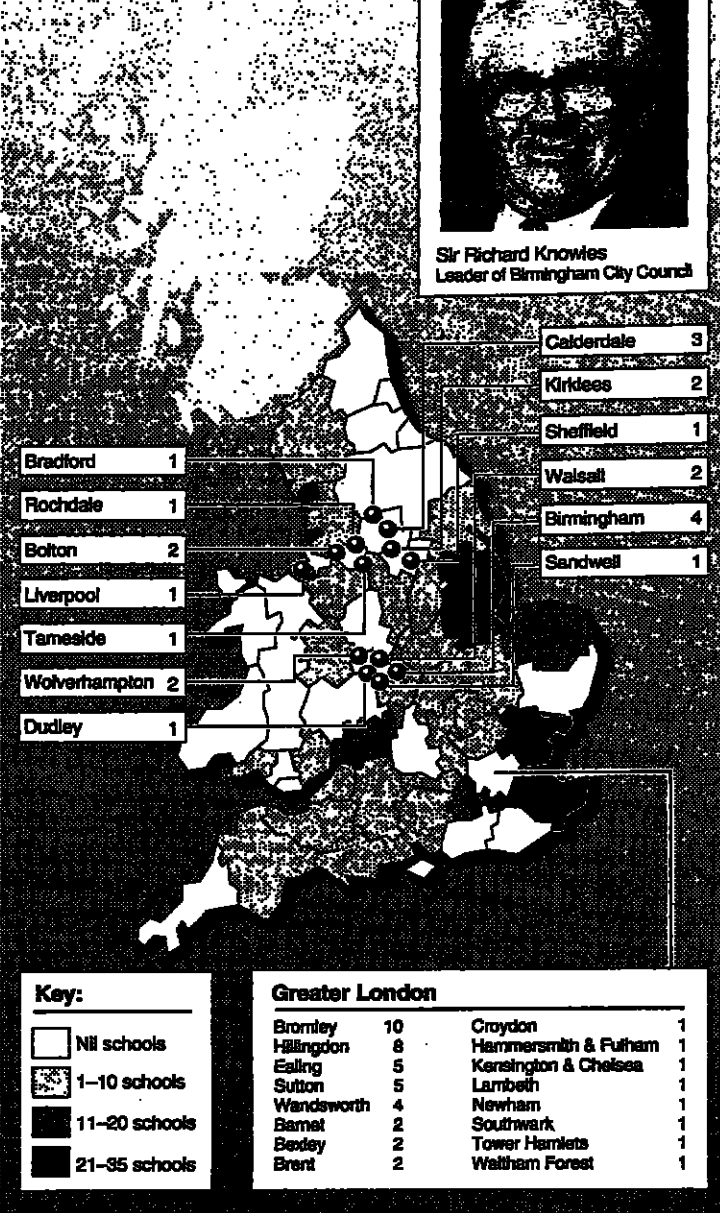 Sir Richard Knowles
Leader of Birmingham City Council
Calderdale 3
Kirklees 2
Sheffield 1
Walsall 2
Birmingham 4
Sandwell 1
Bradford 1
Rochdale 1
Bolton 2
Liverpool 1
Tameside 1
Wolverhampton 2
Dudley 1
Key:
Nil schools
1–10 schools
11–20 schools
21–35 schools
Greater London
Bromley 10
Hillingdon 8
Ealing 5
Sutton 5
Wandsworth 4
Barnet 2
Bexley 2
Brent 2
Croydon 1
Hammersmith & Fulham 1
Kensington & Chelsea 1
Lambeth 1
Newham 1
Southwark 1
Tower Hamlets 1
Waltham Forest 1